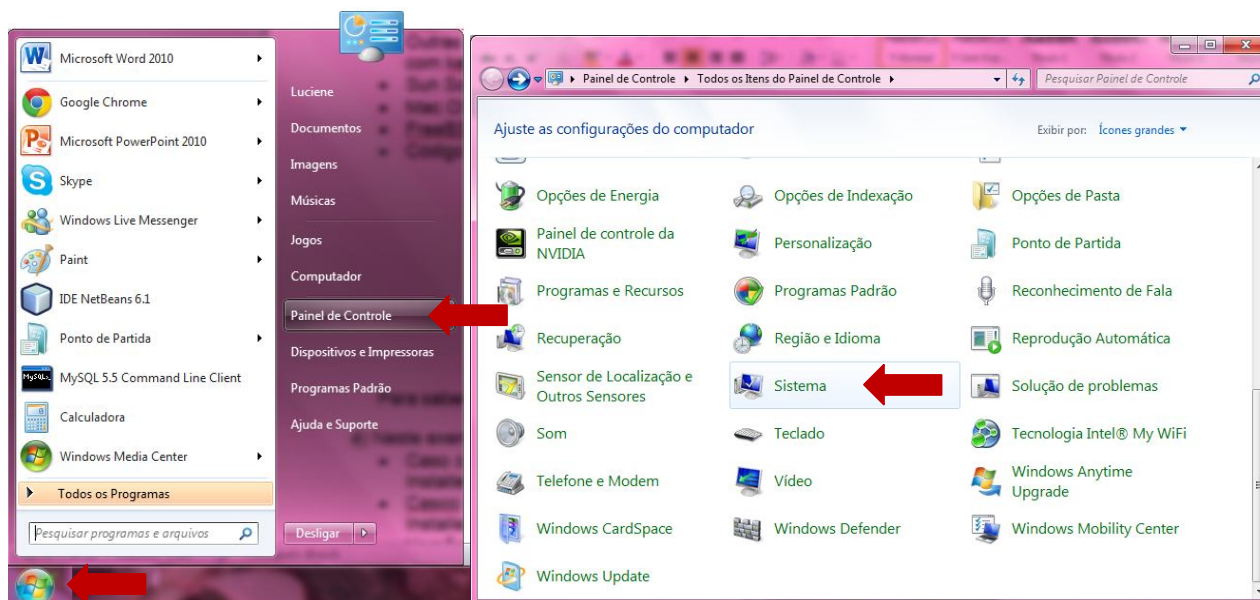 Microsoft Word 2010
Google Chrome
Microsoft PowerPoint 2010
Skype
Windows Live Messenger
Paint
IDE NetBeans 6.1
Ponto de Partida
MySQL 5.5 Command Line Client
Calculadora
Windows Media Center
Todos os Programas
Pesquisar programas e arquivos
Luciene
Documentos
Imagens
Músicas
Jogos
Computador
Painel de Controle
Dispositivos e Impressoras
Programas Padrão
Ajuda e Suporte
Desligar
Painel de Controle Todos os Itens do Painel de Controle
Pesquisar Painel de Controle
Ajuste as configurações do computador
Exibir por: Ícones grandes
Opções de Energia
Opções de Indexação
Opções de Pasta
Painel de controle da
NVIDIA
Personalização
Ponto de Partida
Programas e Recursos
Programas Padrão
Reconhecimento de Fala
Recuperação
Região e Idioma
Reprodução Automática
Sensor de Localização e
Outros Sensores
Sistema
Solução de problemas
Som
Teclado
Tecnologia Intel® My WiFi
Telefone e Modem
Vídeo
Windows Anytime
Upgrade
Windows CardSpace
Windows Defender
Windows Mobility Center
Windows Update